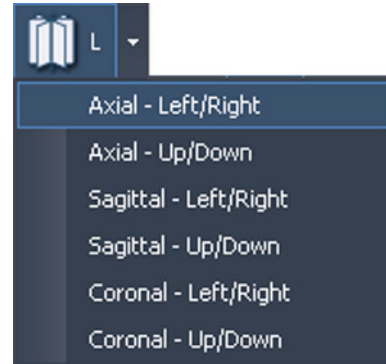 L
Axial - Left/Right
Axial - Up/Down
Sagittal - Left/Right
Sagittal - Up/Down
Coronal - Left/Right
Coronal - Up/Down